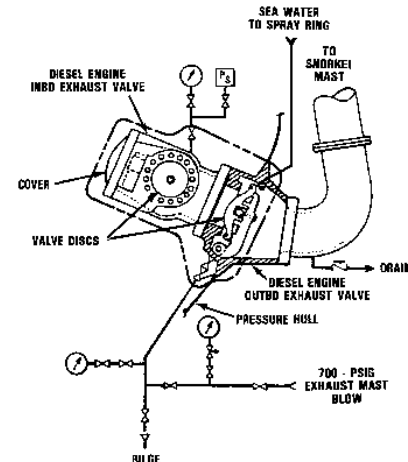 SEA WATER
TO SPRAY RING
TO
SNORKEL
MAST
DIESEL ENGINE
INBD EXHAUST VALVE
PS
COVER
VALVE DISCS
DRAIN
DIESEL ENGINE
OUTBD EXHAUST VALVE
PRESSURE HULL
700 - PSIG
EXHAUST MAST
BLOW
BILGE